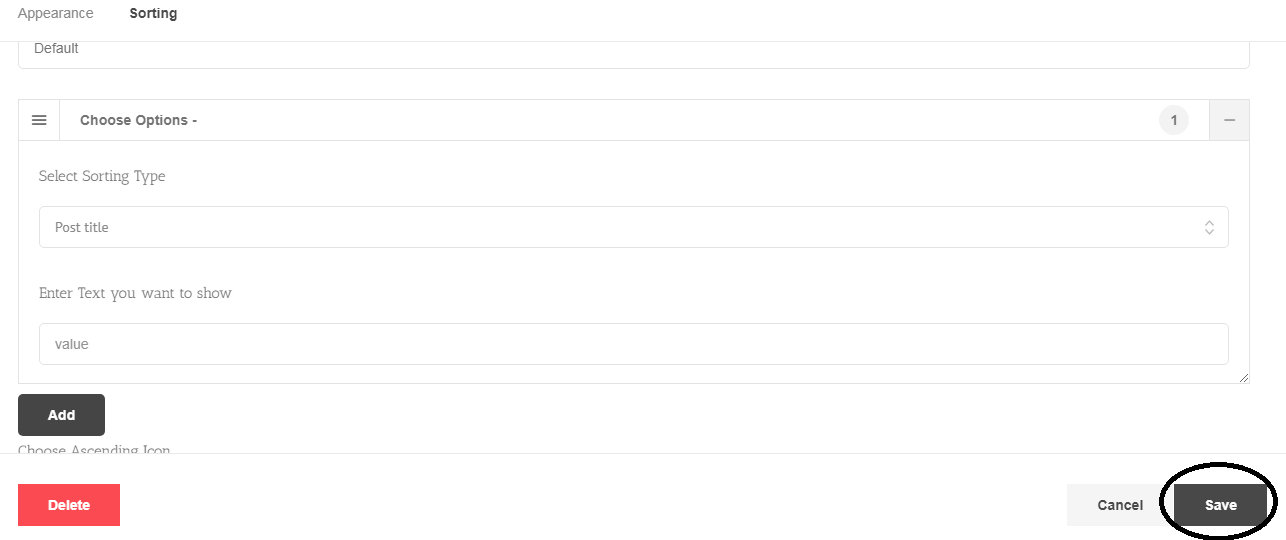 Appearance Sorting
Default
Choose Options - 1
Select Sorting Type
Post title
Enter Text you want to show
value
Add
Choose Ascending Icon
Delete Cancel Save